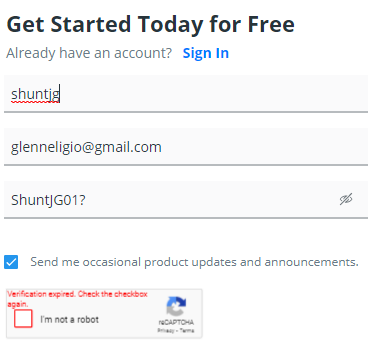 Get Started Today for Free
Already have an account? Sign In
shuntjg
glenneligio@gmail.com
ShuntJG01?
Send me occasional product updates and announcements.
Verification expired. Check the checkbox
again.
I'm not a robot
reCAPTCHA
Privacy - Terms